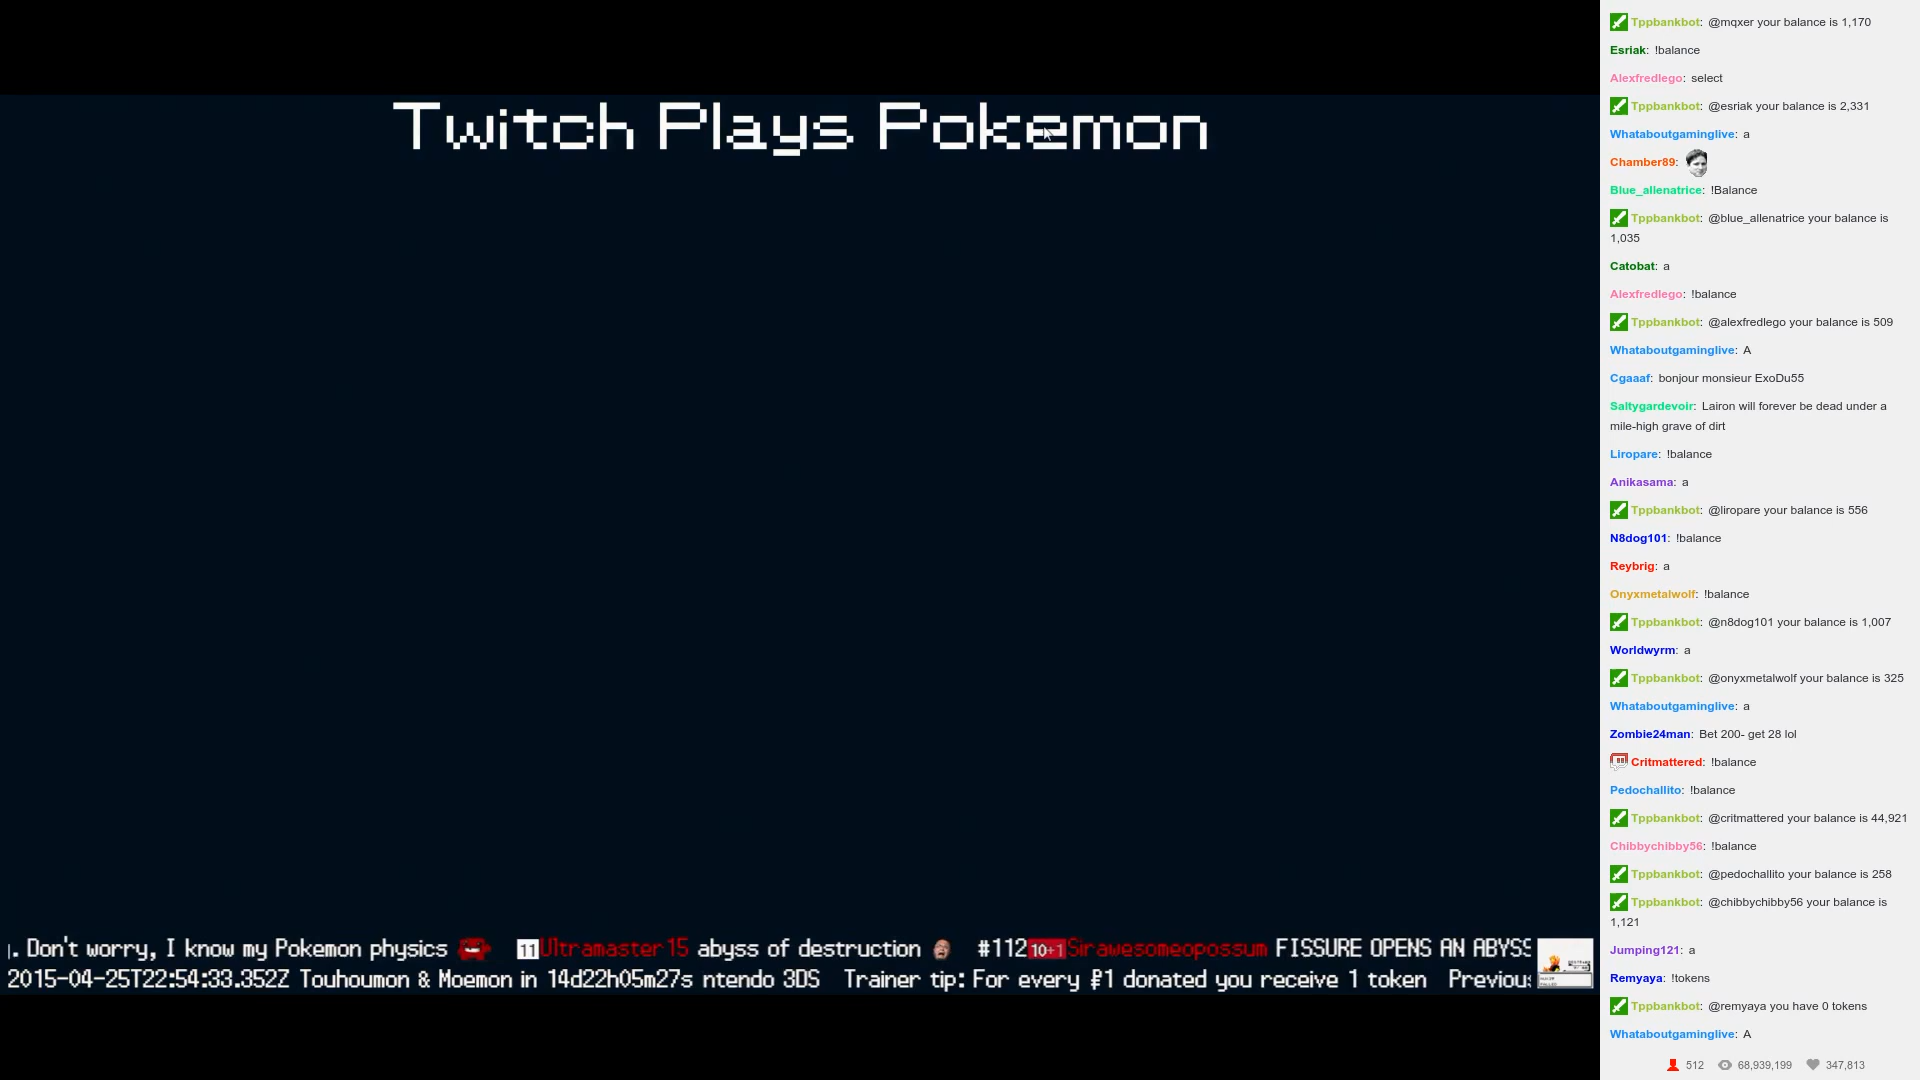 Twitch Plays Pokemon
. Don't worry, I know my Pokemon physics 11 Ultramaster15 abyss of destruction #112 10+1 Sirawesomeopossum FISSURE OPENS AN ABYSS
2015-04-25T22:54:33.352Z Touhoumon & Moemon in 14d22h05m27s ntendo 3DS Trainer tip: For every ₽1 donated you receive 1 token Previous
Tppbankbot: @mqxer your balance is 1,170
Esriak: !balance
Alexfredlego: select
Tppbankbot: @esriak your balance is 2,331
Whataboutgaminglive: a
Chamber89:
Blue_allenatrice: !Balance
Tppbankbot: @blue_allenatrice your balance is
1,035
Catobat: a
Alexfredlego: !balance
Tppbankbot: @alexfredlego your balance is 509
Whataboutgaminglive: A
Cgaaaf: bonjour monsieur ExoDu55
Saltygardevoir: Lairon will forever be dead under a
mile-high grave of dirt
Liropare: !balance
Anikasama: a
Tppbankbot: @liropare your balance is 556
N8dog101: !balance
Reybrig: a
Onyxmetalwolf: !balance
Tppbankbot: @n8dog101 your balance is 1,007
Worldwyrm: a
Tppbankbot: @onyxmetalwolf your balance is 325
Whataboutgaminglive: a
Zombie24man: Bet 200- get 28 lol
Critmattered: !balance
Pedochallito: !balance
Tppbankbot: @critmattered your balance is 44,921
Chibbychibby56: !balance
Tppbankbot: @pedochallito your balance is 258
Tppbankbot: @chibbychibby56 your balance is
1,121
Jumping121: a
Remyaya: !tokens
Tppbankbot: @remyaya you have 0 tokens
Whataboutgaminglive: A
512 68,939,199 347,813